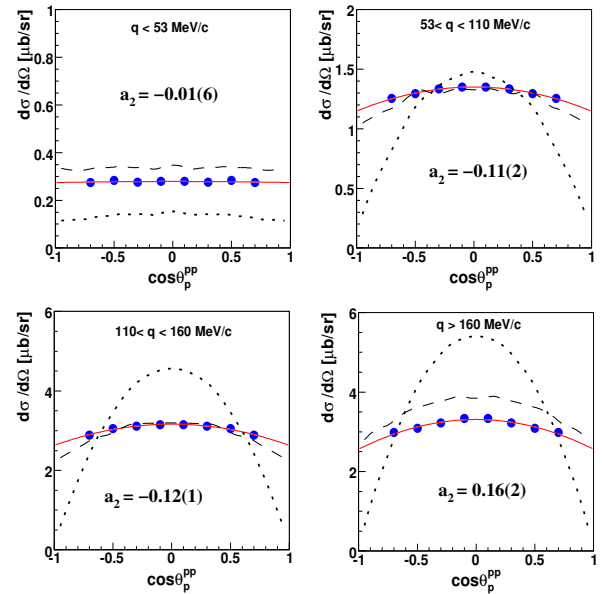 q < 53 MeV/c
dσ/dΩ [μb/sr]
1
0.8
0.6
0.4
0.2
0
a₂ = −0.01(6)
-1 -0.5 0 0.5 1
cosθₚᵖᵖ
53< q < 110 MeV/c
dσ/dΩ [μb/sr]
2
1.5
1
0.5
0
a₂ = −0.11(2)
-1 -0.5 0 0.5 1
cosθₚᵖᵖ
110< q < 160 MeV/c
dσ/dΩ [μb/sr]
6
4
2
0
a₂ = −0.12(1)
-1 -0.5 0 0.5 1
cosθₚᵖᵖ
q > 160 MeV/c
dσ/dΩ [μb/sr]
6
4
2
0
a₂ = 0.16(2)
-1 -0.5 0 0.5 1
cosθₚᵖᵖ